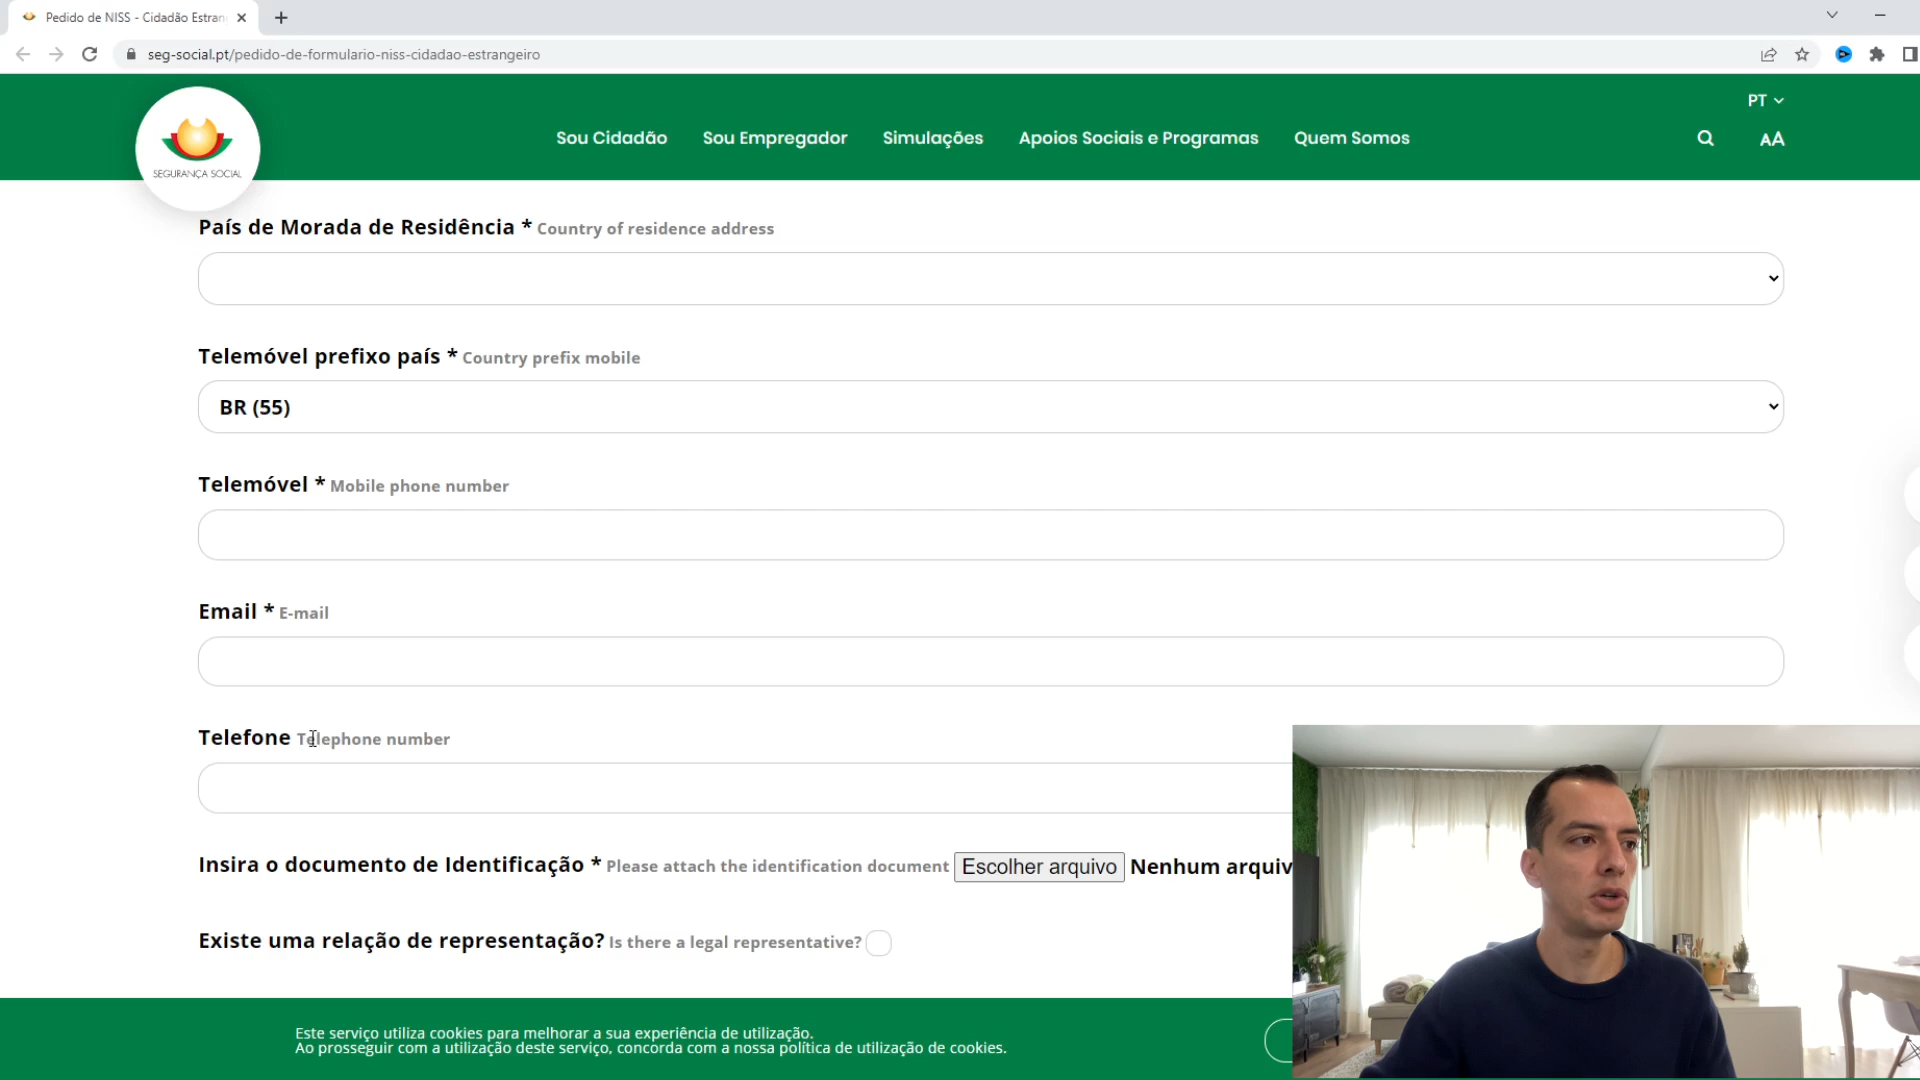 Pedido de NISS - Cidadão Estran
seg-social.pt/pedido-de-formulario-niss-cidadao-estrangeiro
PT
SEGURANÇA SOCIAL
Sou Cidadão Sou Empregador Simulações Apoios Sociais e Programas Quem Somos
AA
País de Morada de Residência * Country of residence address
Telemóvel prefixo país * Country prefix mobile
BR (55)
Telemóvel * Mobile phone number
Email * E-mail
Telefone Telephone number
Insira o documento de Identificação * Please attach the identification document Escolher arquivo Nenhum arquiv
Existe uma relação de representação? Is there a legal representative?
Este serviço utiliza cookies para melhorar a sua experiência de utilização.
Ao prosseguir com a utilização deste serviço, concorda com a nossa política de utilização de cookies.